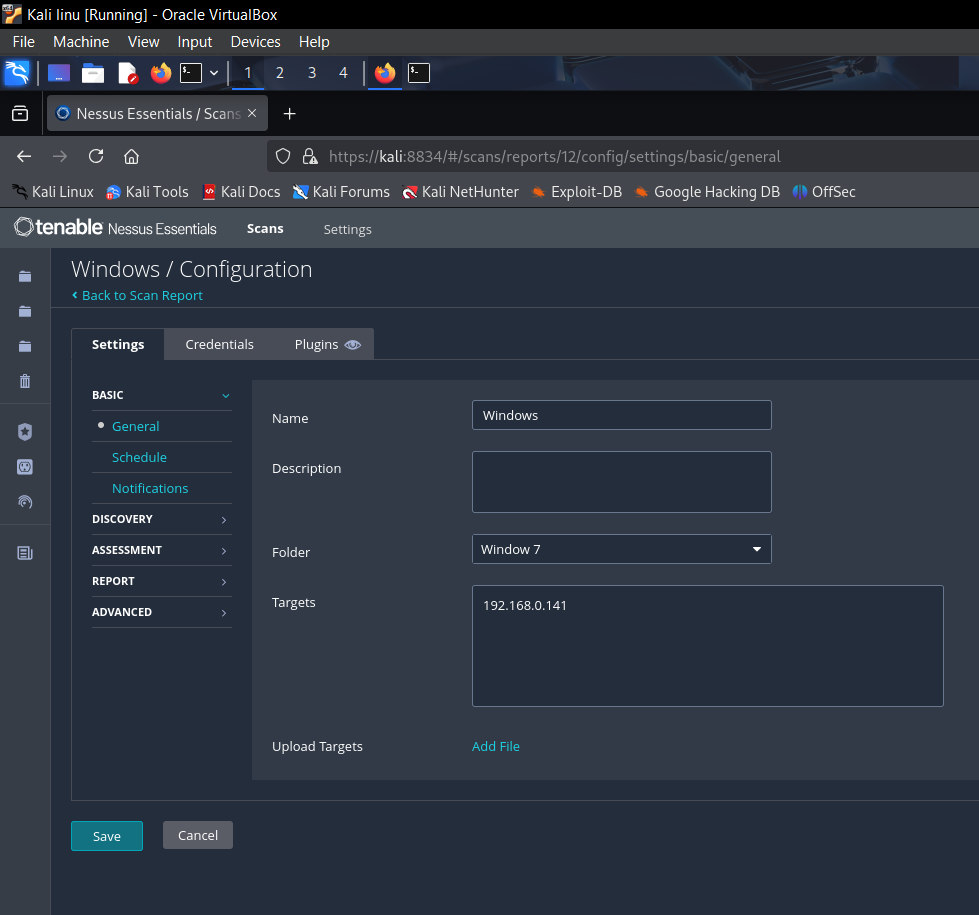 Kali linu [Running] - Oracle VirtualBox
File Machine View Input Devices Help
1 2 3 4
Nessus Essentials / Scans
https://kali:8834/#/scans/reports/12/config/settings/basic/general
Kali Linux Kali Tools Kali Docs Kali Forums Kali NetHunter Exploit-DB Google Hacking DB OffSec
tenable Nessus Essentials Scans Settings
Windows / Configuration
Back to Scan Report
Settings Credentials Plugins
BASIC
General
Schedule
Notifications
DISCOVERY
ASSESSMENT
REPORT
ADVANCED
Name Windows
Description
Folder Window 7
Targets 192.168.0.141
Upload Targets Add File
Save Cancel